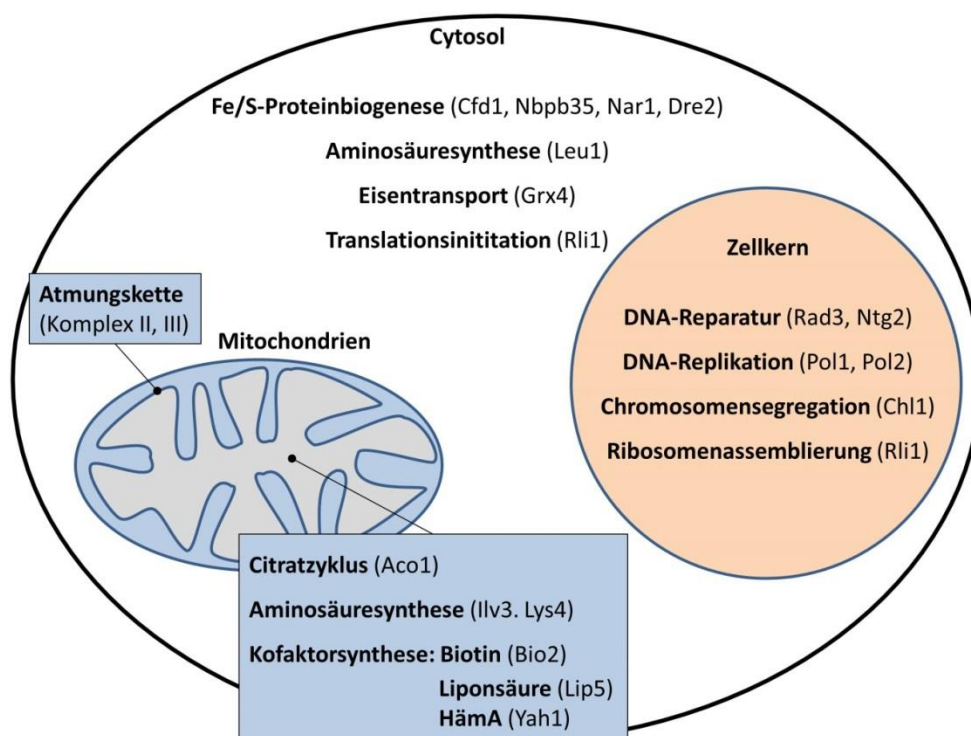 Cytosol
Fe/S-Proteinbiogenese (Cfd1, Nbpb35, Nar1, Dre2)
Aminosäuresynthese (Leu1)
Eisentransport (Grx4)
Translationsinititation (Rli1)
Zellkern
DNA-Reparatur (Rad3, Ntg2)
DNA-Replikation (Pol1, Pol2)
Chromosomensegregation (Chl1)
Ribosomenassemblierung (Rli1)
Atmungskette
(Komplex II, III)
Mitochondrien
Citratzyklus (Aco1)
Aminosäuresynthese (Ilv3. Lys4)
Kofaktorsynthese: Biotin (Bio2)
Liponsäure (Lip5)
HämA (Yah1)